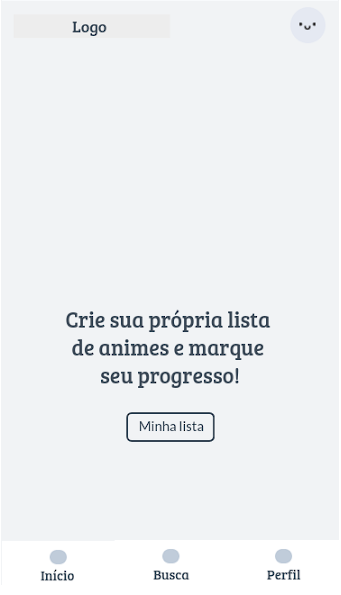 Logo
Crie sua própria lista
de animes e marque
seu progresso!
Minha lista
Início
Busca
Perfil